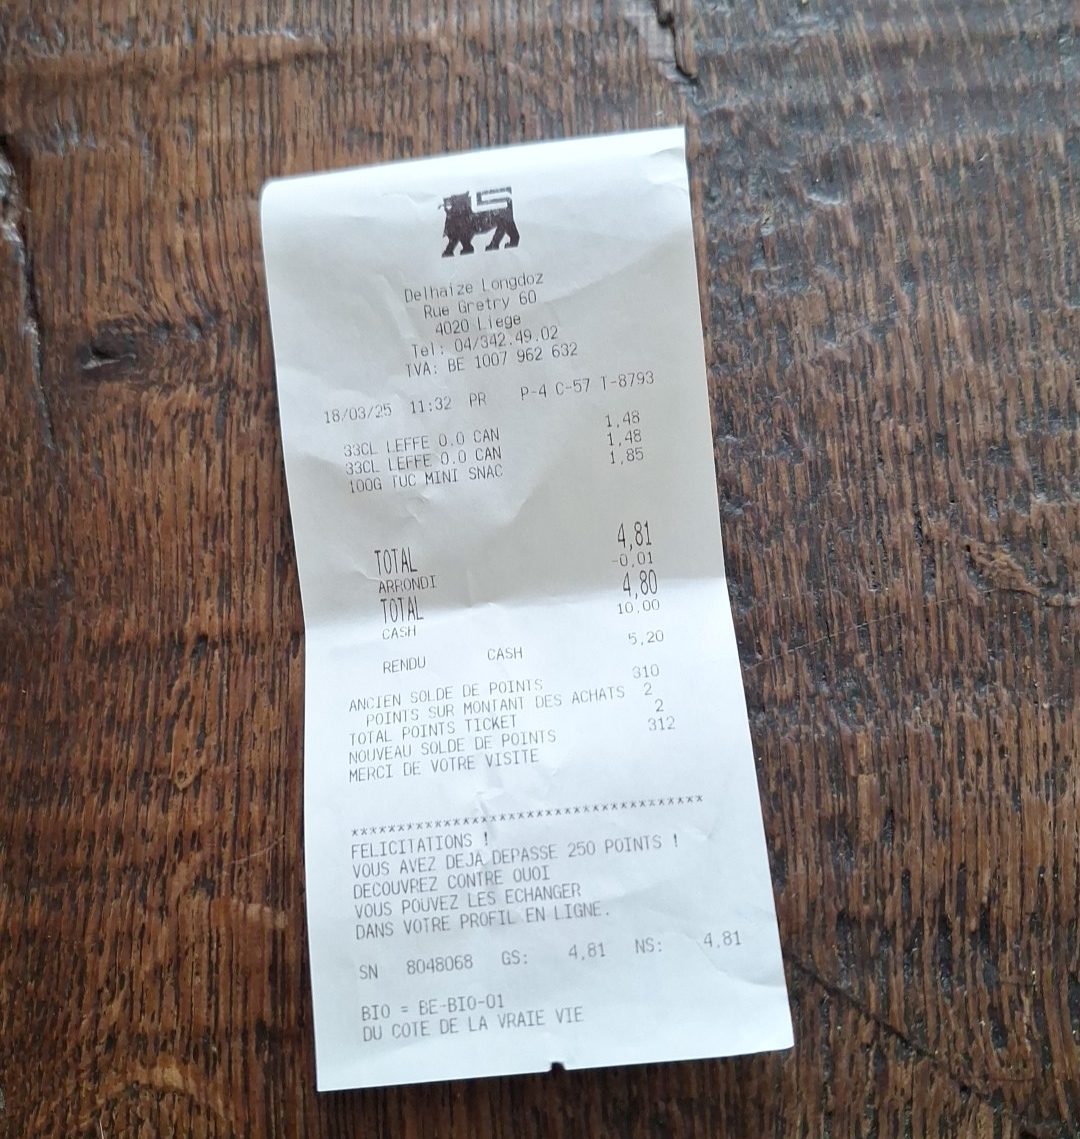 Delhaize Longdoz
Rue Gretry 60
4020 Liege
Tel: 04/342.49.02
TVA: BE 1007 962 632
18/03/25 11:32 PR P-4 C-57 T-8793
33CL LEFFE 0.0 CAN 1,48
33CL LEFFE 0.0 CAN 1,48
100G TUC MINI SNAC 1,85
TOTAL 4,81
ARRONDI -0,01
TOTAL 4,80
CASH 10,00
RENDU CASH 5,20
ANCIEN SOLDE DE POINTS 310
POINTS SUR MONTANT DES ACHATS 2
TOTAL POINTS TICKET 2
NOUVEAU SOLDE DE POINTS 312
MERCI DE VOTRE VISITE
**************************************
FELICITATIONS !
VOUS AVEZ DEJA DEPASSE 250 POINTS !
DECOUVREZ CONTRE QUOI
VOUS POUVEZ LES ECHANGER
DANS VOTRE PROFIL EN LIGNE.
SN 8048068 GS: 4,81 NS: 4,81
BIO = BE-BIO-01
DU COTE DE LA VRAIE VIE